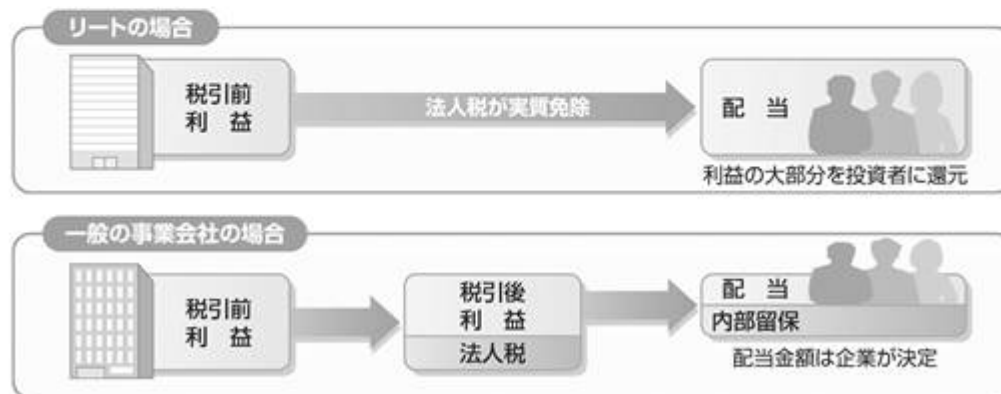 リートの場合
税引前
利 益
法人税が実質免除
配 当
利益の大部分を投資者に還元
一般の事業会社の場合
税引前
利 益
税引後
利 益
法人税
配 当
内部留保
配当金額は企業が決定